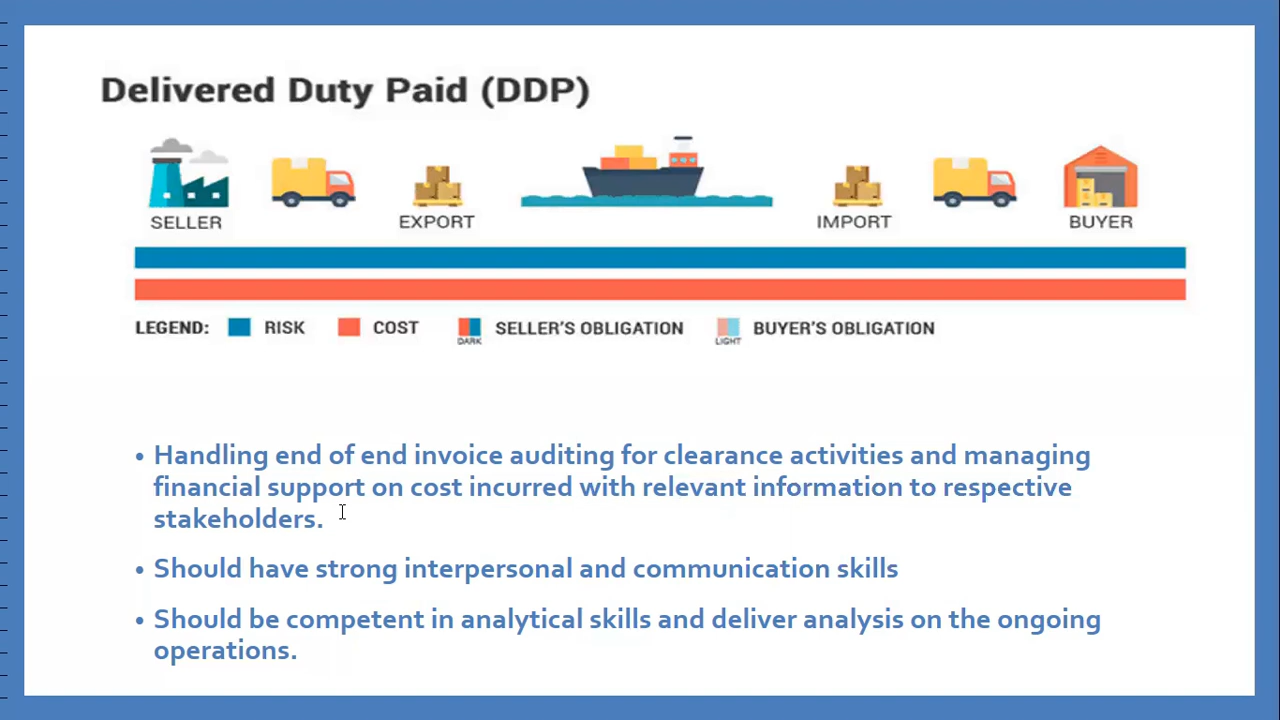 Delivered Duty Paid (DDP)
SELLER
EXPORT
IMPORT
BUYER
LEGEND: RISK COST SELLER'S OBLIGATION BUYER'S OBLIGATION
DARK LIGHT
• Handling end of end invoice auditing for clearance activities and managing
financial support on cost incurred with relevant information to respective
stakeholders.
• Should have strong interpersonal and communication skills
• Should be competent in analytical skills and deliver analysis on the ongoing
operations.